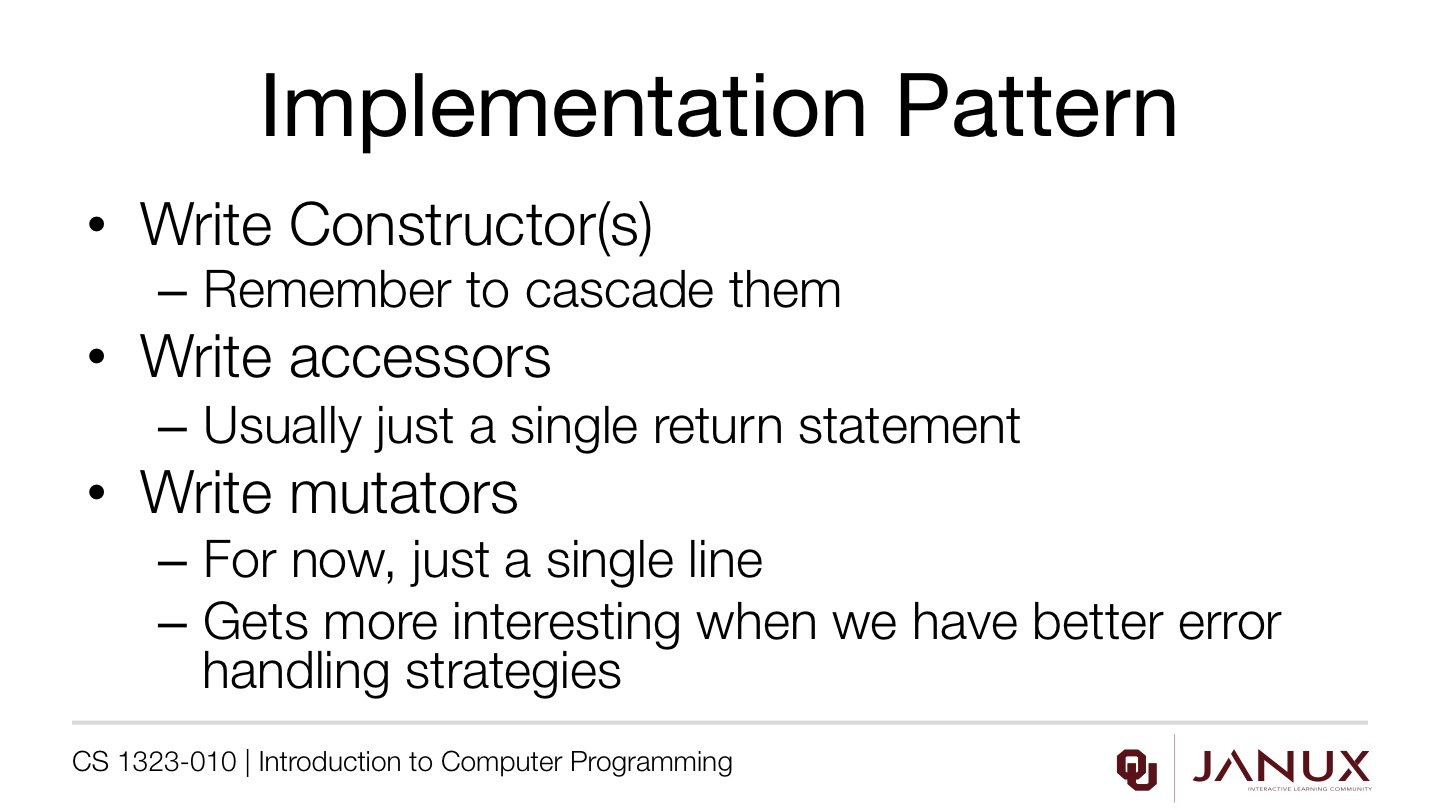 Implementation Pattern
• Write Constructor(s)
– Remember to cascade them
• Write accessors
– Usually just a single return statement
• Write mutators
– For now, just a single line
– Gets more interesting when we have better error
handling strategies
CS 1323-010 | Introduction to Computer Programming
OU JANUX
INTERACTIVE LEARNING COMMUNITY